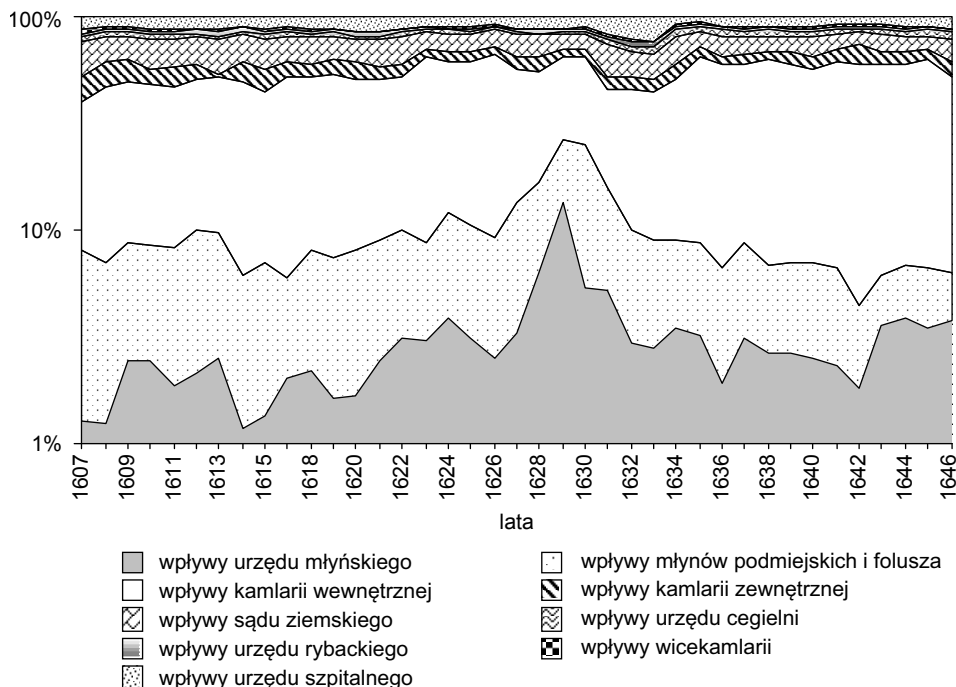 100%
10%
1%
1607
1609
1611
1613
1615
1616
1618
1620
1622
1624
1626
1628
1630
1632
1634
1636
1638
1640
1642
1644
1646
lata
wpływy urzędu młyńskiego
wpływy młynów podmiejskich i folusza
wpływy kamlarii wewnętrznej
wpływy kamlarii zewnętrznej
wpływy sądu ziemskiego
wpływy urzędu cegielni
wpływy urzędu rybackiego
wpływy wicekamlarii
wpływy urzędu szpitalnego